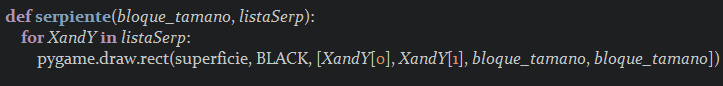 def serpiente(bloque_tamano, listaSerp):
for XandY in listaSerp:
pygame.draw.rect(superficie, BLACK, [XandY[0], XandY[1], bloque_tamano, bloque_tamano])